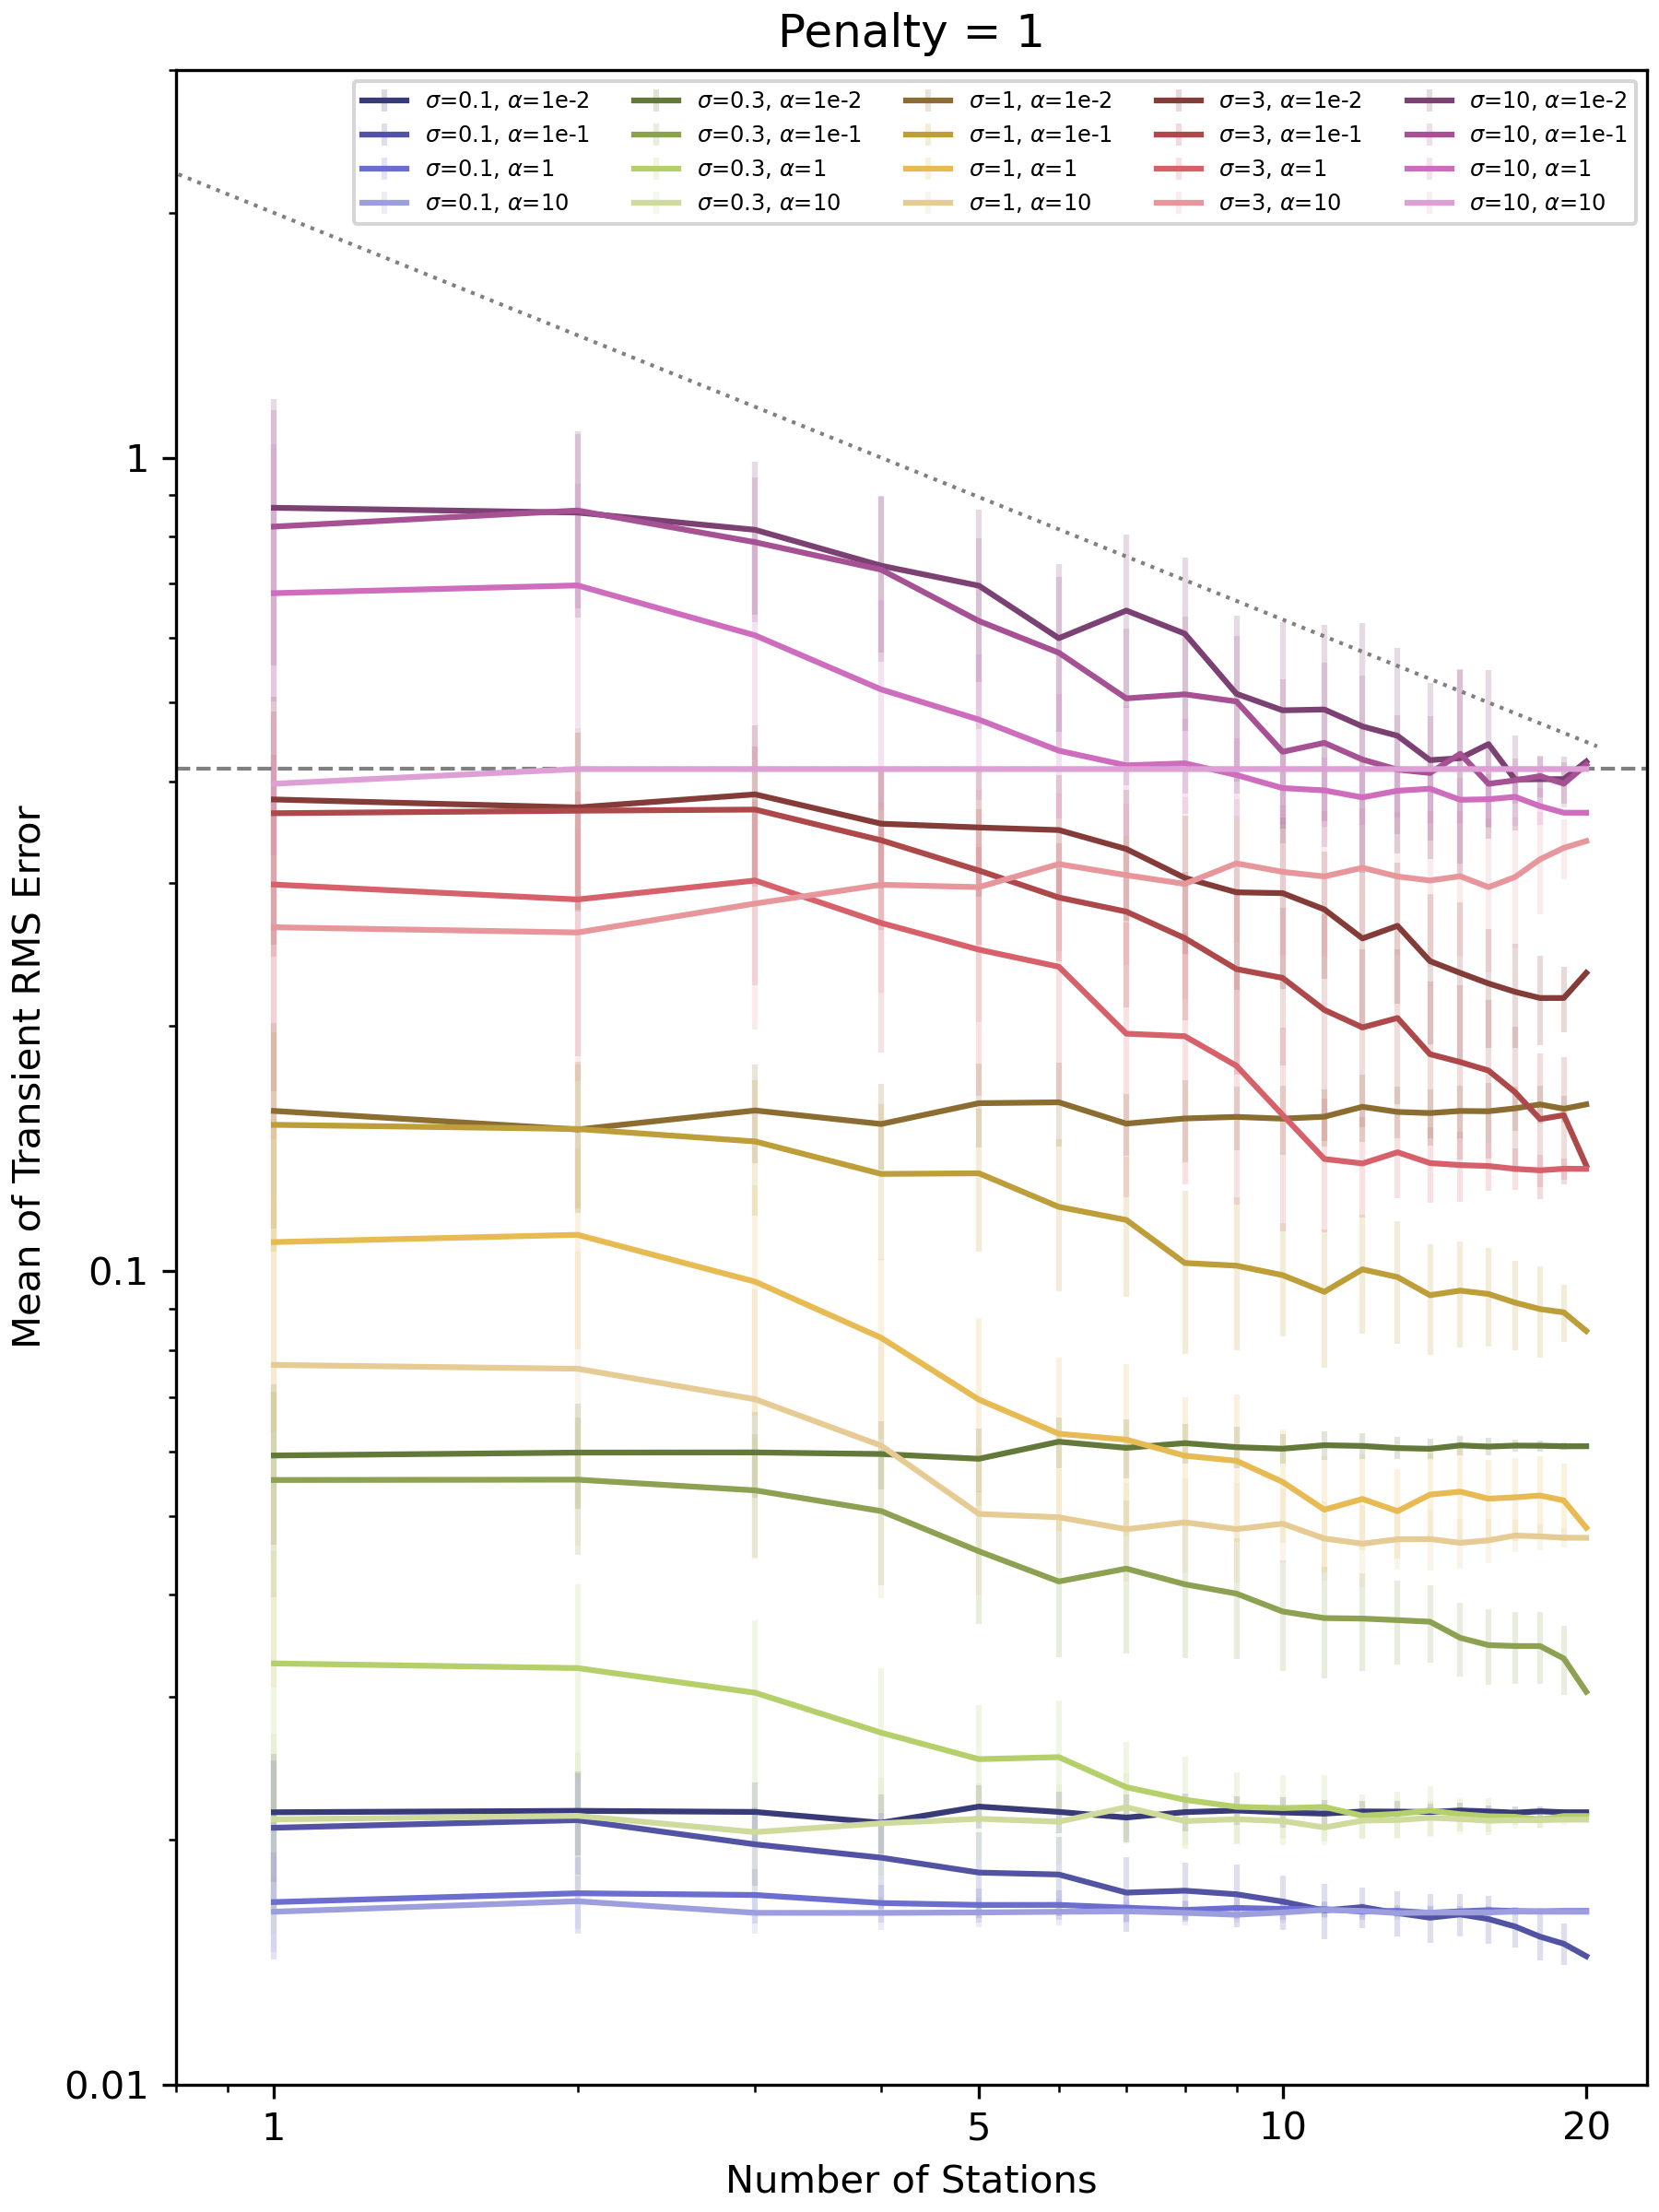 Penalty = 1
σ=0.1, α=1e-2
σ=0.1, α=1e-1
σ=0.1, α=1
σ=0.1, α=10
σ=0.3, α=1e-2
σ=0.3, α=1e-1
σ=0.3, α=1
σ=0.3, α=10
σ=1, α=1e-2
σ=1, α=1e-1
σ=1, α=1
σ=1, α=10
σ=3, α=1e-2
σ=3, α=1e-1
σ=3, α=1
σ=3, α=10
σ=10, α=1e-2
σ=10, α=1e-1
σ=10, α=1
σ=10, α=10
Mean of Transient RMS Error
1
0.1
0.01
1
5
10
20
Number of Stations